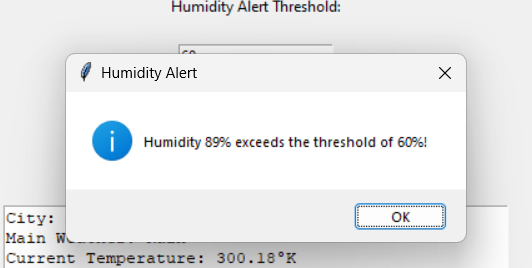 Humidity Alert Threshold:
Humidity Alert
Humidity 89% exceeds the threshold of 60%!
OK
City:
Main
Current Temperature: 300.18°K